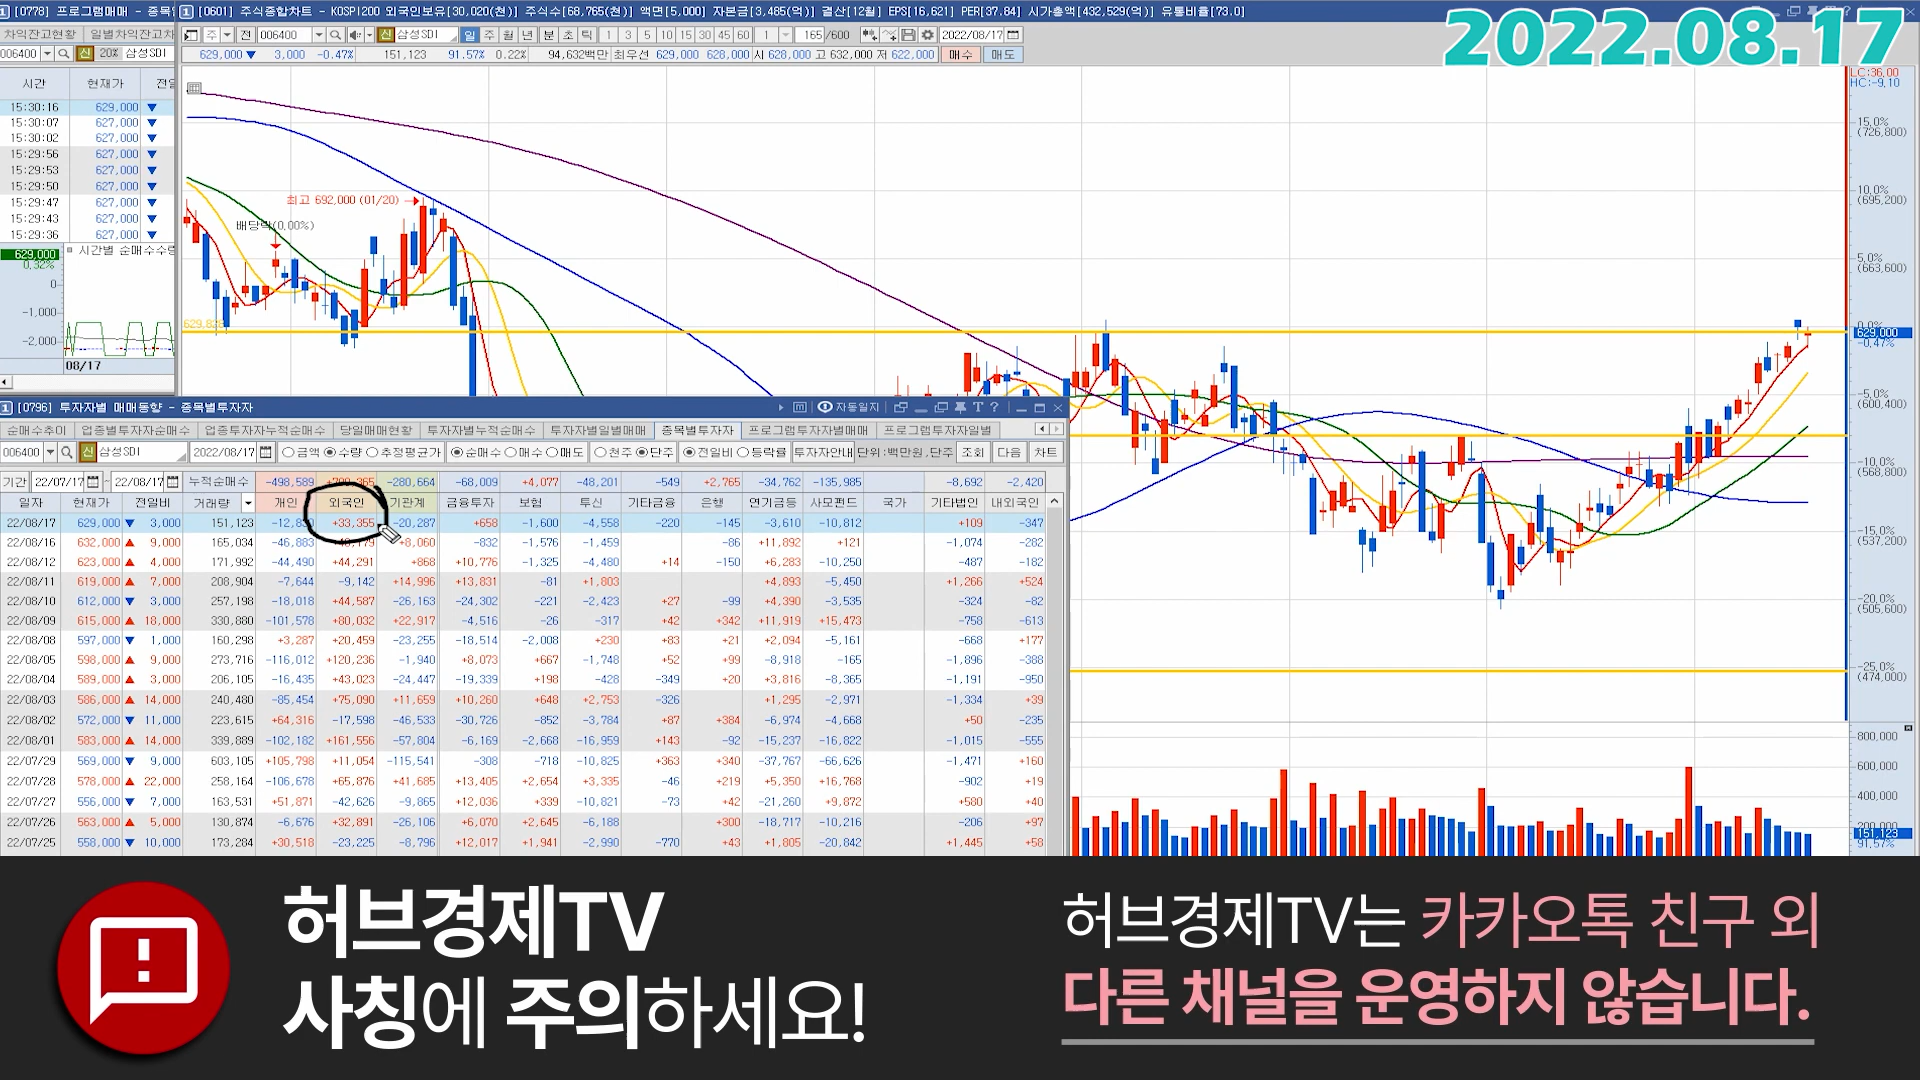 [0778] 프로그램매매 - 종목
[0601] 주식종합차트 - KOSPI200 외국인보유[30,020(천)] 주식수[68,765(천)] 액면[5,000] 자본금[3,485(억)] 결산[12월] EPS[16,621] PER[37.84] 시가총액[432,529(억)] 유통비율[73.0]
2022.08.17
차익잔고현황 일별차익잔고차
주 전 006400 신 삼성SDI 일 주 월 년 분 초 틱 1 3 5 10 15 30 45 60 1 165 /600 2022/08/17
006400 신 20% 삼성SDI
629,000 ▼ 3,000 -0.47% 151,123 91.57% 0.22% 94,632백만 최우선 629,000 628,000 시 628,000 고 632,000 저 622,000 매수 매도
LC:36.00
HC:-9.10
시간 현재가 전일
15:30:16 629,000 ▼
15:30:07 627,000 ▼
15:30:02 627,000 ▼
15:29:56 627,000 ▼
15:29:53 627,000 ▼
15:29:50 627,000 ▼
15:29:47 627,000 ▼
15:29:43 627,000 ▼
15:29:36 627,000 ▼
629,000
0.32%
시간별 순매수수량
0
-1,000
-2,000
08/17
최고 692,000 (01/20)
배당락(0.00%)
15.0%
(726,800)
10.0%
(695,200)
5.0%
(663,600)
0.0%
629,000
-0.47%
-5.0%
(600,400)
-10.0%
(568,800)
-15.0%
(537,200)
-20.0%
(505,600)
-25.0%
(474,000)
800,000
600,000
400,000
200,000
151,123
91.57%
[0796] 투자자별 매매동향 - 종목별투자자 자동일지
순매수추이 업종별투자자순매수 업종투자자누적순매수 당일매매현황 투자자별누적순매수 투자자별일별매매 종목별투자자 프로그램투자자별매매 프로그램투자자일별
006400 신 삼성SDI 2022/08/17 금액 수량 추정평균가 순매수 매수 매도 천주 단주 전일비 등락률 투자자안내 단위:백만원,단주 조회 다음 차트
기간 22/07/17 ~ 22/08/17 누적순매수 -498,589 -280,664 -68,009 +4,077 -48,201 -549 +2,765 -34,762 -135,985 -8,692 -2,420
일자 현재가 전일비 거래량 개인 외국인 기관계 금융투자 보험 투신 기타금융 은행 연기금등 사모펀드 국가 기타법인 내외국인
22/08/17 629,000 ▼ 3,000 151,123 +33,355 -20,287 +658 -1,600 -4,558 -220 -145 -3,610 -10,812 +109 -347
22/08/16 632,000 ▲ 9,000 165,034 -46,883 +8,060 -832 -1,576 -1,459 -86 +11,892 +121 -1,074 -282
22/08/12 623,000 ▲ 4,000 171,992 -44,490 +44,291 +868 +10,776 -1,325 -4,480 +14 -150 +6,283 -10,250 -487 -182
22/08/11 619,000 ▲ 7,000 208,904 -7,644 -9,142 +14,996 +13,831 -81 +1,803 +4,893 -5,450 +1,266 +524
22/08/10 612,000 ▼ 3,000 257,198 -18,018 +44,587 -26,163 -24,302 -221 -2,423 +27 -99 +4,390 -3,535 -324 -82
22/08/09 615,000 ▲ 18,000 330,880 -101,578 +80,032 +22,917 -4,516 -26 -317 +42 +342 +11,919 +15,473 -758 -613
22/08/08 597,000 ▼ 1,000 160,298 +3,287 +20,459 -23,255 -18,514 -2,008 +230 +83 +21 +2,094 -5,161 -668 +177
22/08/05 598,000 ▲ 9,000 273,716 -116,012 +120,236 -1,940 +8,073 +667 -1,748 +52 +99 -8,918 -165 -1,896 -388
22/08/04 589,000 ▲ 3,000 206,105 -16,435 +43,023 -24,447 -19,339 +198 -428 -349 +20 +3,816 -8,365 -1,191 -950
22/08/03 586,000 ▲ 14,000 240,480 -85,454 +75,090 +11,659 +10,260 +648 +2,753 -326 +1,295 -2,971 -1,334 +39
22/08/02 572,000 ▼ 11,000 223,615 +64,316 -17,598 -46,533 -30,726 -852 -3,784 +87 +384 -6,974 -4,668 +50 -235
22/08/01 583,000 ▲ 14,000 339,889 -102,182 +161,556 -57,804 -6,169 -2,668 -16,959 +143 -92 -15,237 -16,822 -1,015 -555
22/07/29 569,000 ▼ 9,000 603,105 +105,798 +11,054 -115,541 -308 -718 -10,825 +363 +340 -37,767 -66,626 -1,471 +160
22/07/28 578,000 ▲ 22,000 258,164 -106,678 +65,876 +41,685 +13,405 +2,654 +3,335 -46 +219 +5,350 +16,768 -902 +19
22/07/27 556,000 ▼ 7,000 163,531 +51,871 -42,626 -9,865 +12,036 +339 -10,821 -73 +42 -21,260 +9,872 +580 +40
22/07/26 563,000 ▲ 5,000 130,874 -6,676 +32,891 -26,106 +6,070 +2,645 -6,188 +300 -18,717 -10,216 -206 +97
22/07/25 558,000 ▼ 10,000 173,284 +30,518 -23,225 -8,796 +12,017 +1,941 -2,990 -770 +43 +1,805 -20,842 +1,445 +58
허브경제TV
사칭에 주의하세요!
허브경제TV는 카카오톡 친구 외
다른 채널을 운영하지 않습니다.